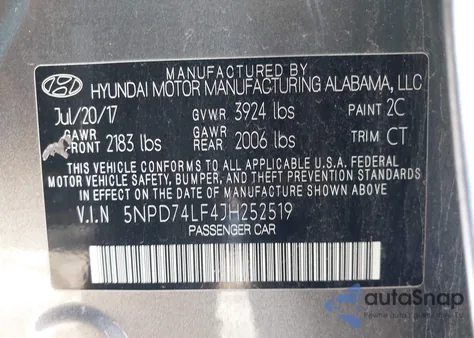 MANUFACTURED BY
HYUNDAI MOTOR MANUFACTURING ALABAMA, LLC
Jul/20/17 GVWR 3924 lbs PAINT 2C
GAWR FRONT 2183 lbs GAWR REAR 2006 lbs TRIM CT
THIS VEHICLE CONFORMS TO ALL APPLICABLE U.S.A. FEDERAL
MOTOR VEHICLE SAFETY, BUMPER, AND THEFT PREVENTION
STANDARDS IN EFFECT ON THE DATE OF MANUFACTURE SHOWN ABOVE.
V.I.N 5NPD74LF4JH252519
PASSENGER CAR
autoSnap